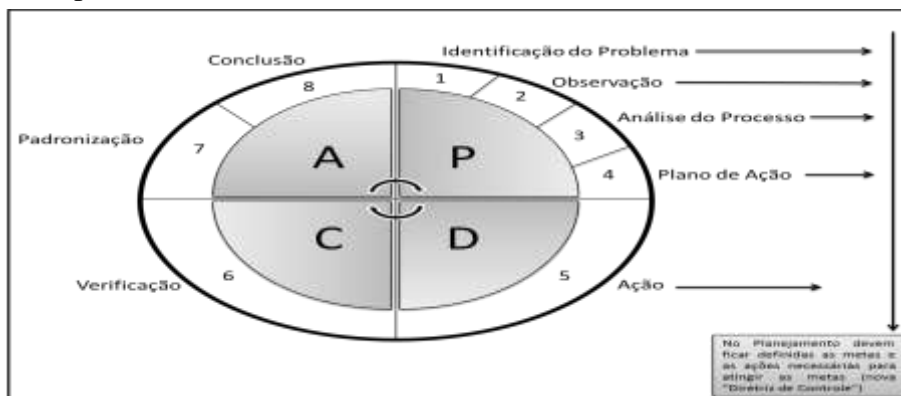 Identificação do Problema
Conclusão
8
1
Observação
2
Análise do Processo
3
Padronização
7
A
P
4
Plano de Ação
C
D
Verificação
6
5
Ação
No Planejamento devem
ficar definidas as metas e
as ações necessárias para
atingir as metas (nova
"Diretriz de Controle")